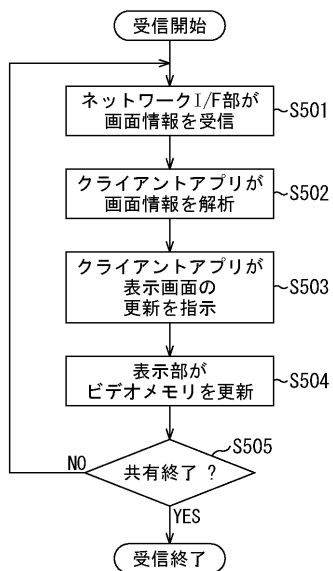 受信開始
ネットワークI/F部が
画面情報を受信
S501
クライアントアプリが
画面情報を解析
S502
クライアントアプリが
表示画面の
更新を指示
S503
表示部が
ビデオメモリを更新
S504
共有終了 ?
S505
NO
YES
受信終了